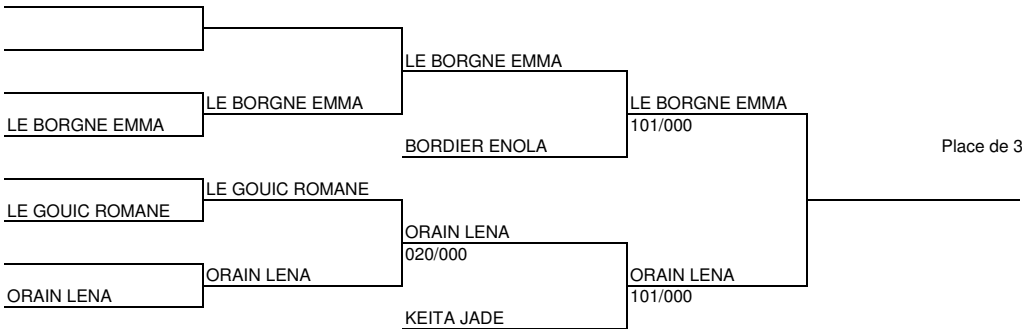 LE BORGNE EMMA
LE BORGNE EMMA
LE BORGNE EMMA
LE BORGNE EMMA
101/000
BORDIER ENOLA
Place de 3
LE GOUIC ROMANE
LE GOUIC ROMANE
ORAIN LENA
020/000
ORAIN LENA
ORAIN LENA
ORAIN LENA
101/000
KEITA JADE